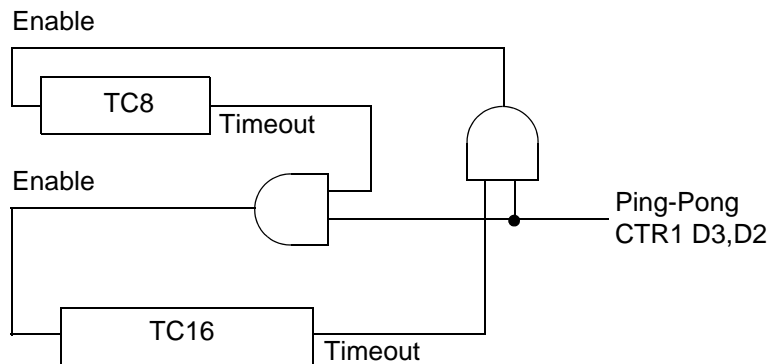 Enable
TC8
Timeout
Enable
Ping-Pong
CTR1 D3,D2
TC16
Timeout